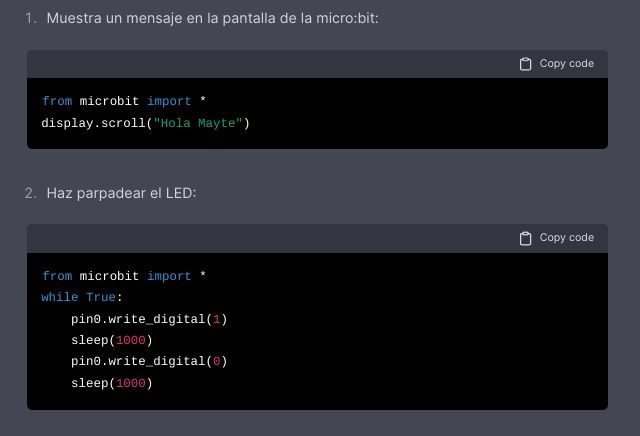 1. Muestra un mensaje en la pantalla de la micro:bit:
Copy code
from microbit import *
display.scroll("Hola Mayte")
2. Haz parpadear el LED:
Copy code
from microbit import *
while True:
    pin0.write_digital(1)
    sleep(1000)
    pin0.write_digital(0)
    sleep(1000)